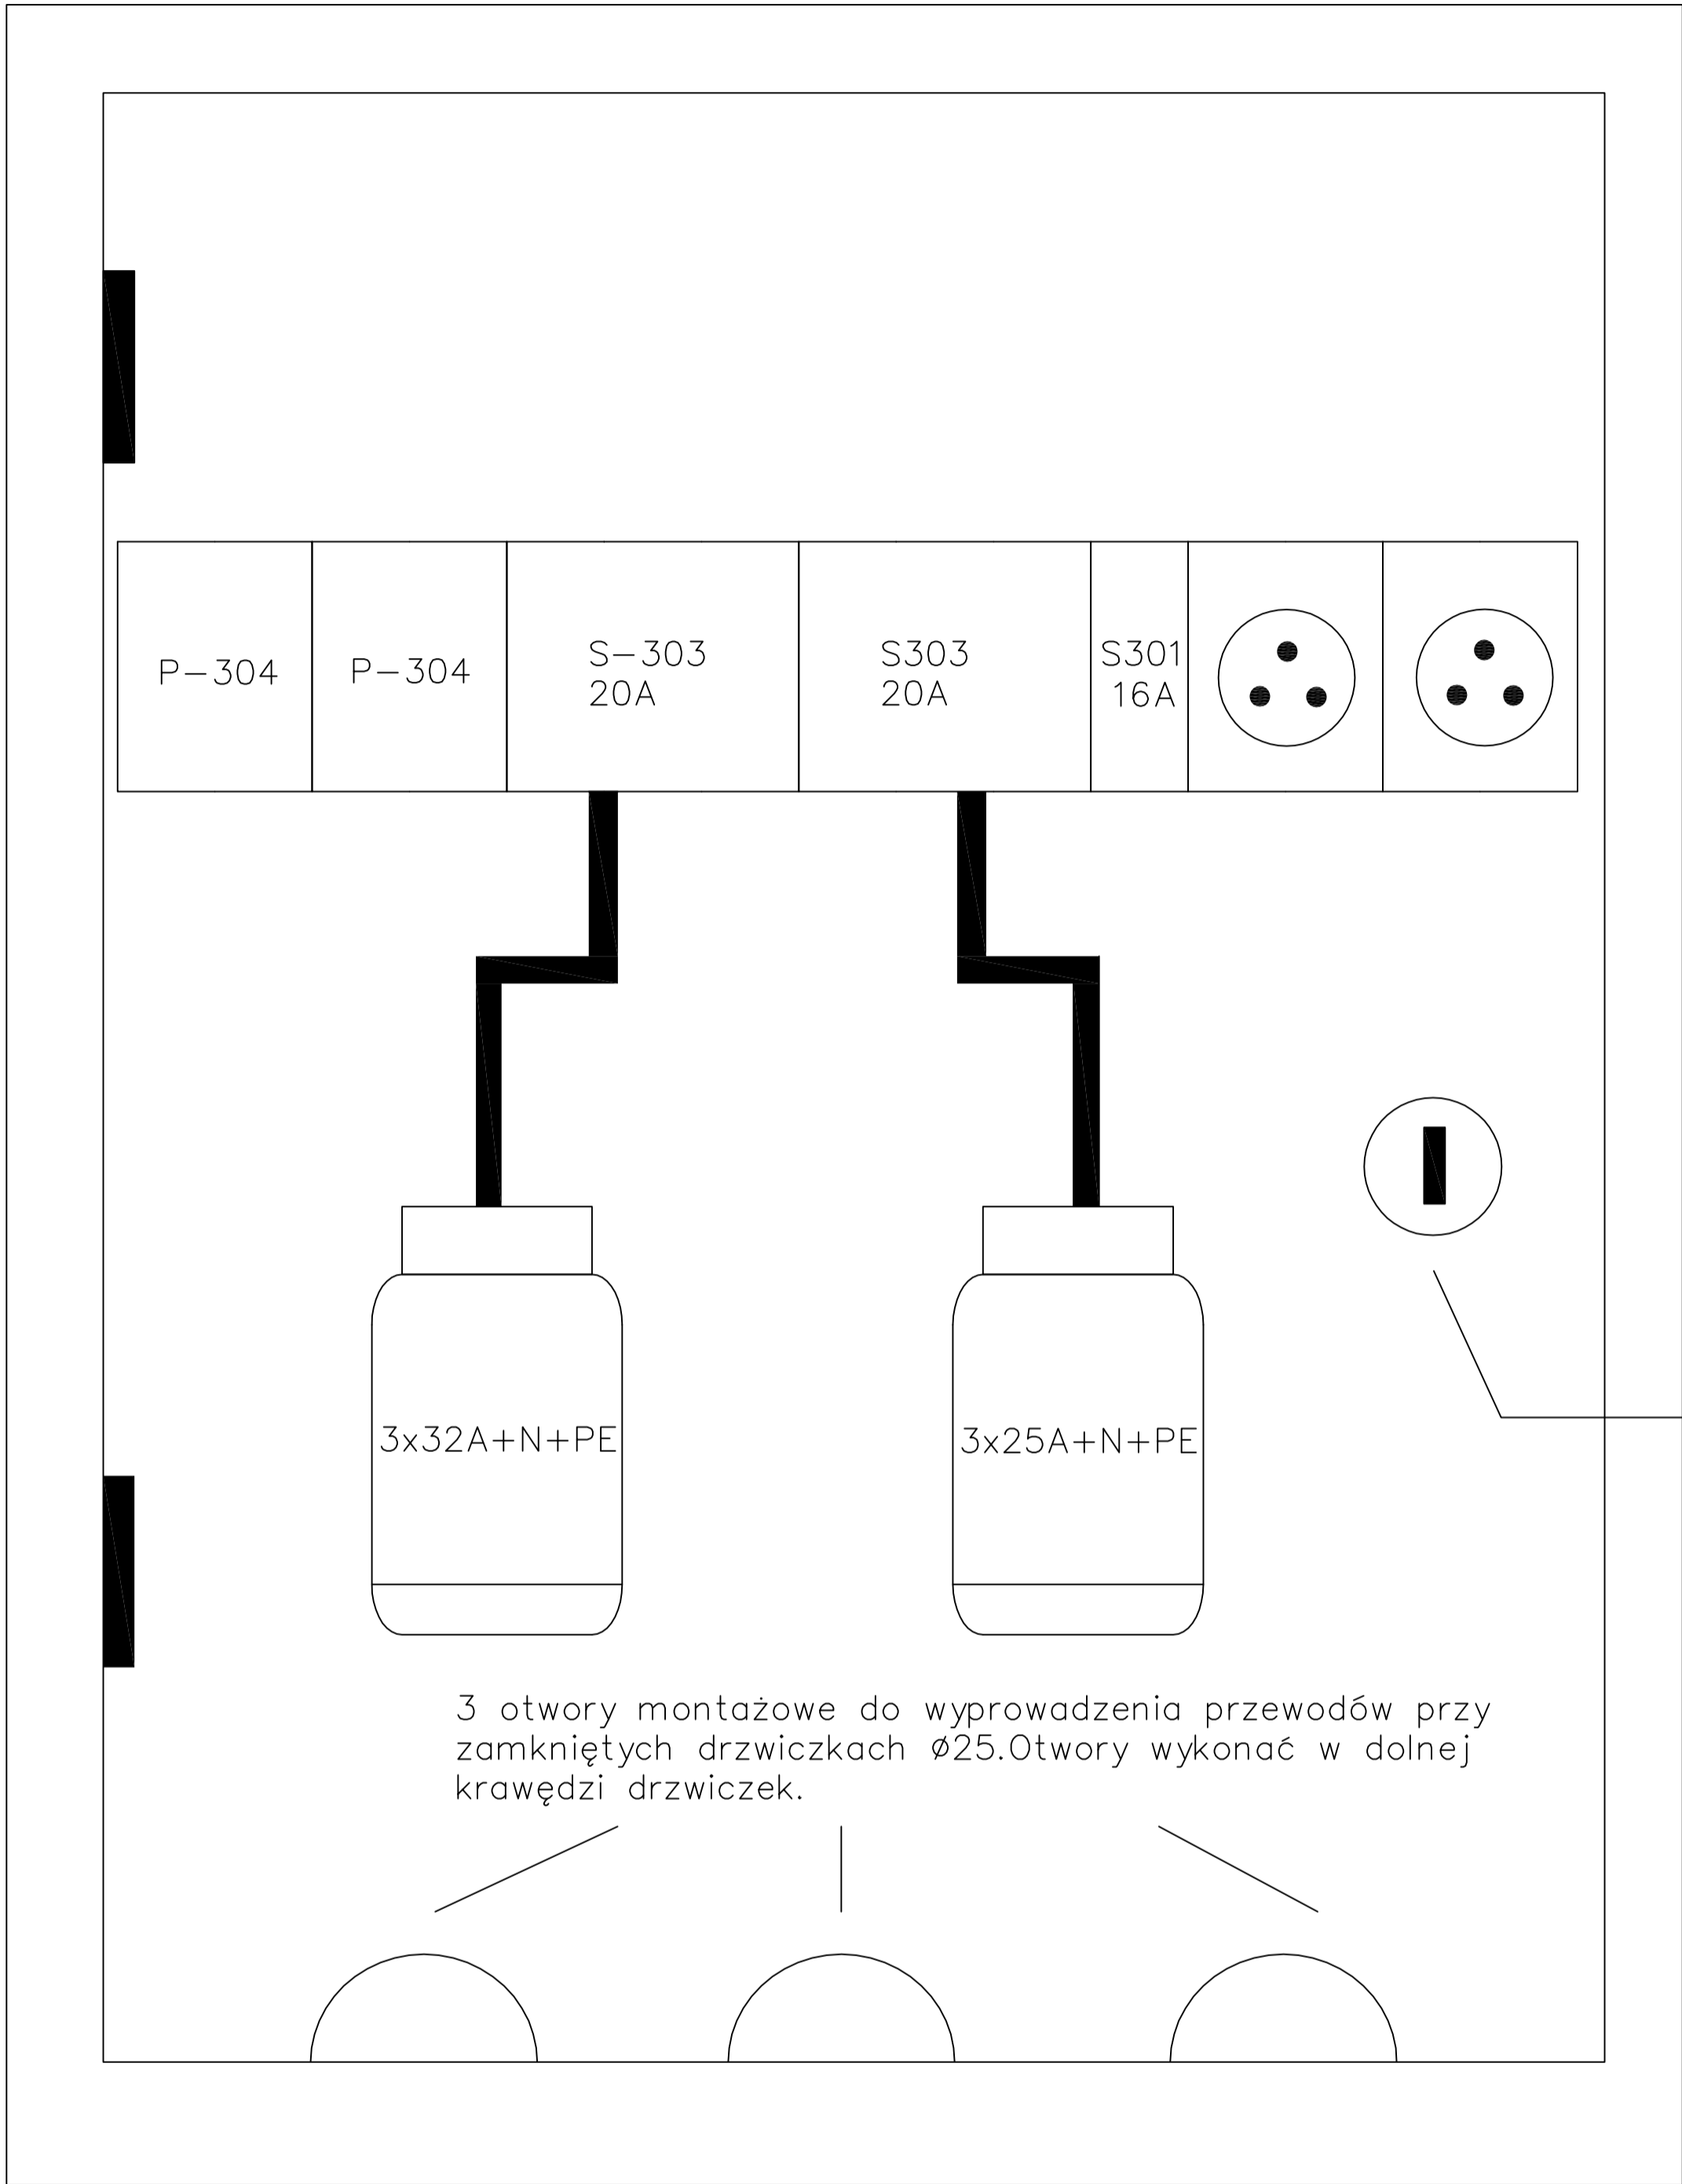 P-304
P-304
S-303
20A
S303
20A
S301
16A
3x32A+N+PE
3x25A+N+PE
3 otwory montażowe do wyprowadzenia przewodów przy
zamkniętych drzwiczkach ⌀25.Otwory wykonać w dolnej
krawędzi drzwiczek.